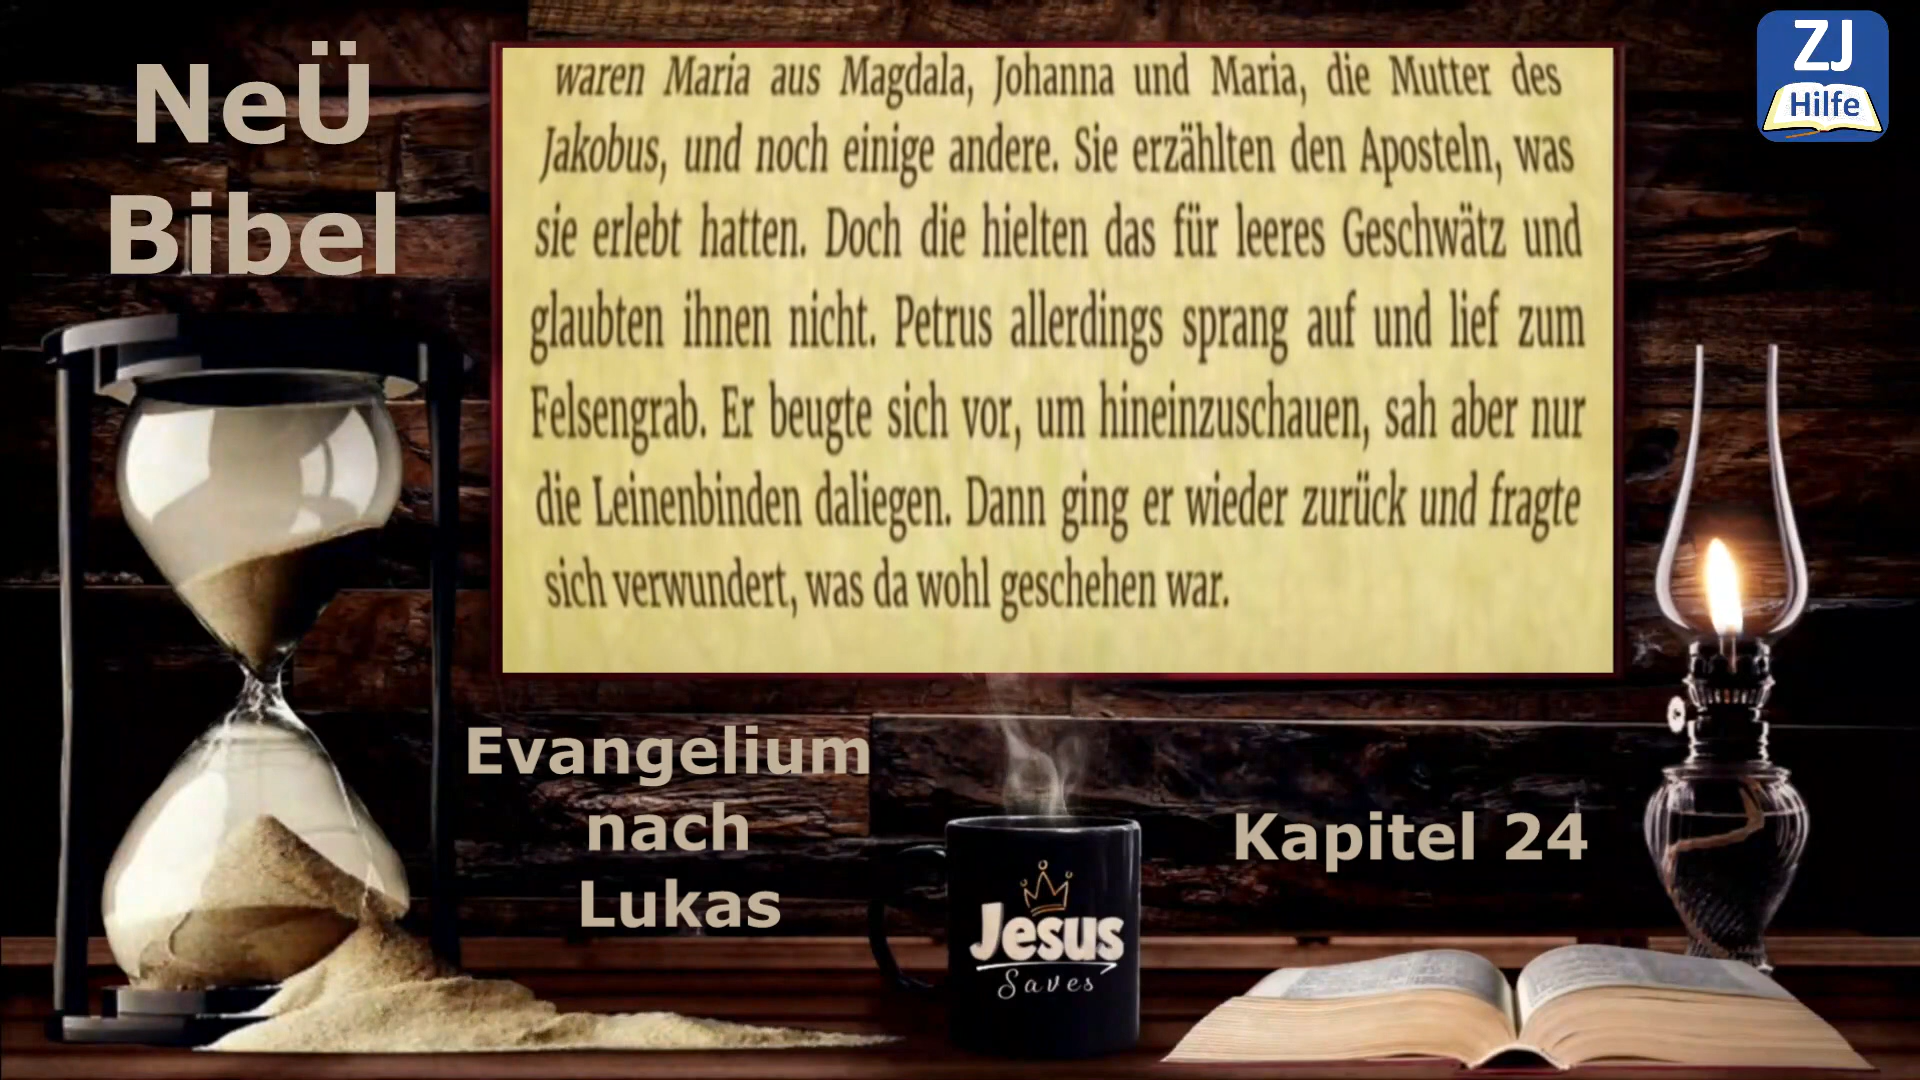 NeÜ
Bibel
waren Maria aus Magdala, Johanna und Maria, die Mutter des
Jakobus, und noch einige andere. Sie erzählten den Aposteln, was
sie erlebt hatten. Doch die hielten das für leeres Geschwätz und
glaubten ihnen nicht. Petrus allerdings sprang auf und lief zum
Felsengrab. Er beugte sich vor, um hineinzuschauen, sah aber nur
die Leinenbinden daliegen. Dann ging er wieder zurück und fragte
sich verwundert, was da wohl geschehen war.
ZJ
Hilfe
Evangelium
nach
Lukas
Kapitel 24
Jesus
Saves